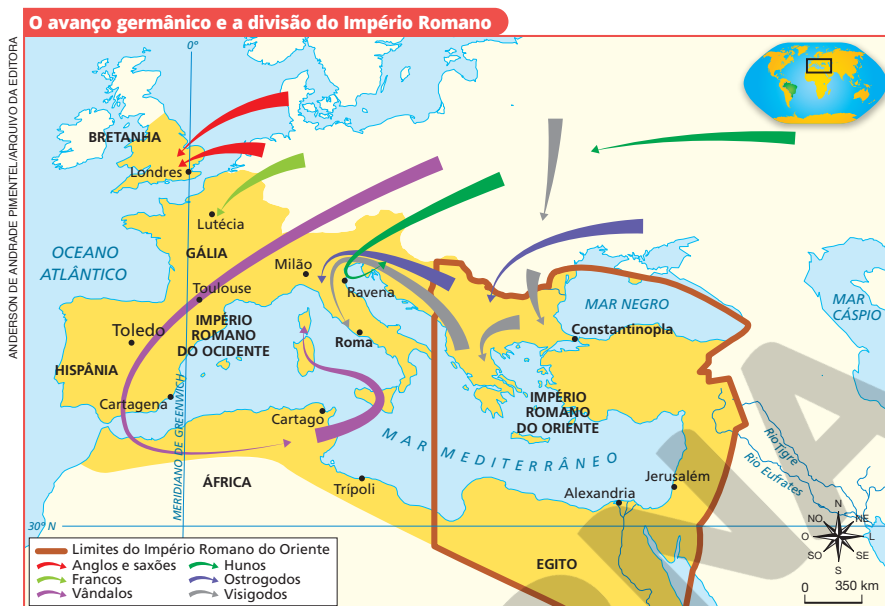 O avanço germânico e a divisão do Império Romano
ANDERSON DE ANDRADE PIMENTEL/ARQUIVO DA EDITORA
0°
BRETANHA
Londres
Lutécia
OCEANO
ATLÂNTICO
GÁLIA
Milão
Ravena
MAR NEGRO
MAR
CÁSPIO
Toulouse
Toledo
IMPÉRIO
ROMANO
DO OCIDENTE
Roma
Constantinopla
HISPÂNIA
Cartagena
MERIDIANO DE GREENWICH
Cartago
IMPÉRIO
ROMANO
DO ORIENTE
MAR MEDITERRÂNEO
Rio Tigre
Rio Eufrates
ÁFRICA
Trípoli
Alexandria
Jerusalém
30° N
EGITO
N
NO
NE
O
L
SO
SE
S
0 350 km
Limites do Império Romano do Oriente
Anglos e saxões
Francos
Vândalos
Hunos
Ostrogodos
Visigodos